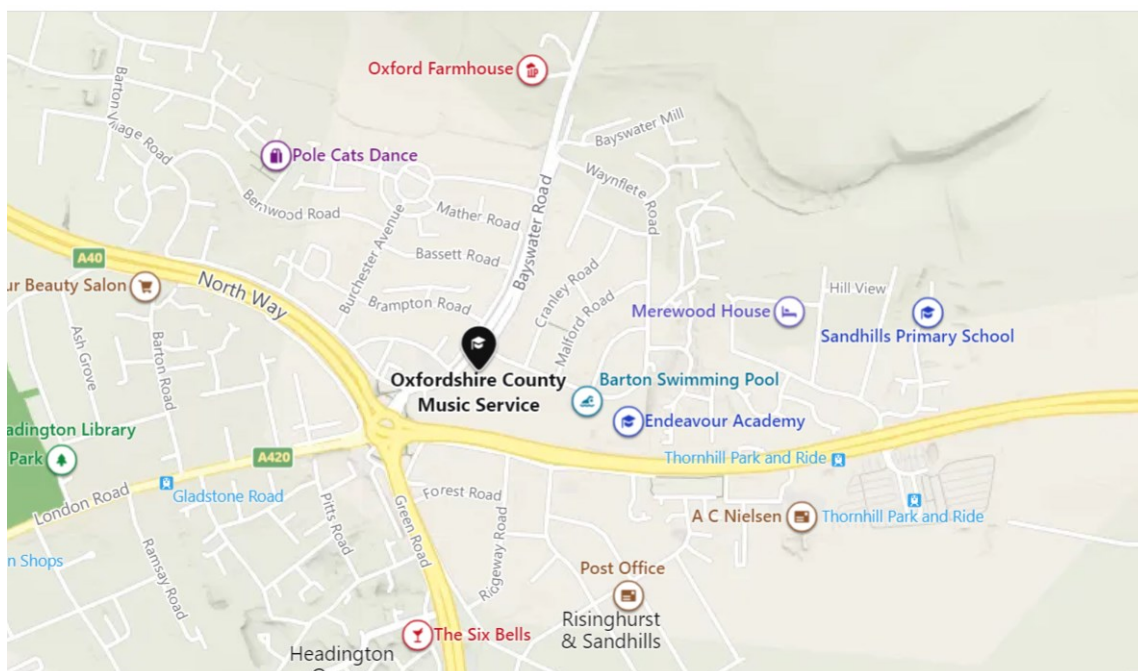 Oxford Farmhouse
Barton Village Road
Bayswater Mill
Pole Cats Dance
Waynflete Road
Bernwood Road
Mather Road
Bayswater Road
Burchester Avenue
Bassett Road
A40
North Way
ur Beauty Salon
Brampton Road
Cranley Road
Malford Road
Hill View
Merewood House
Sandhills Primary School
Ash Grove
Barton Road
Oxfordshire County
Music Service
Barton Swimming Pool
Endeavour Academy
adington Library
Park
A420
Thornhill Park and Ride
London Road
Gladstone Road
Pitts Road
Forest Road
Green Road
Ridgeway Road
A C Nielsen
Thornhill Park and Ride
n Shops
Ramsay Road
Post Office
Risinghurst
& Sandhills
The Six Bells
Headington